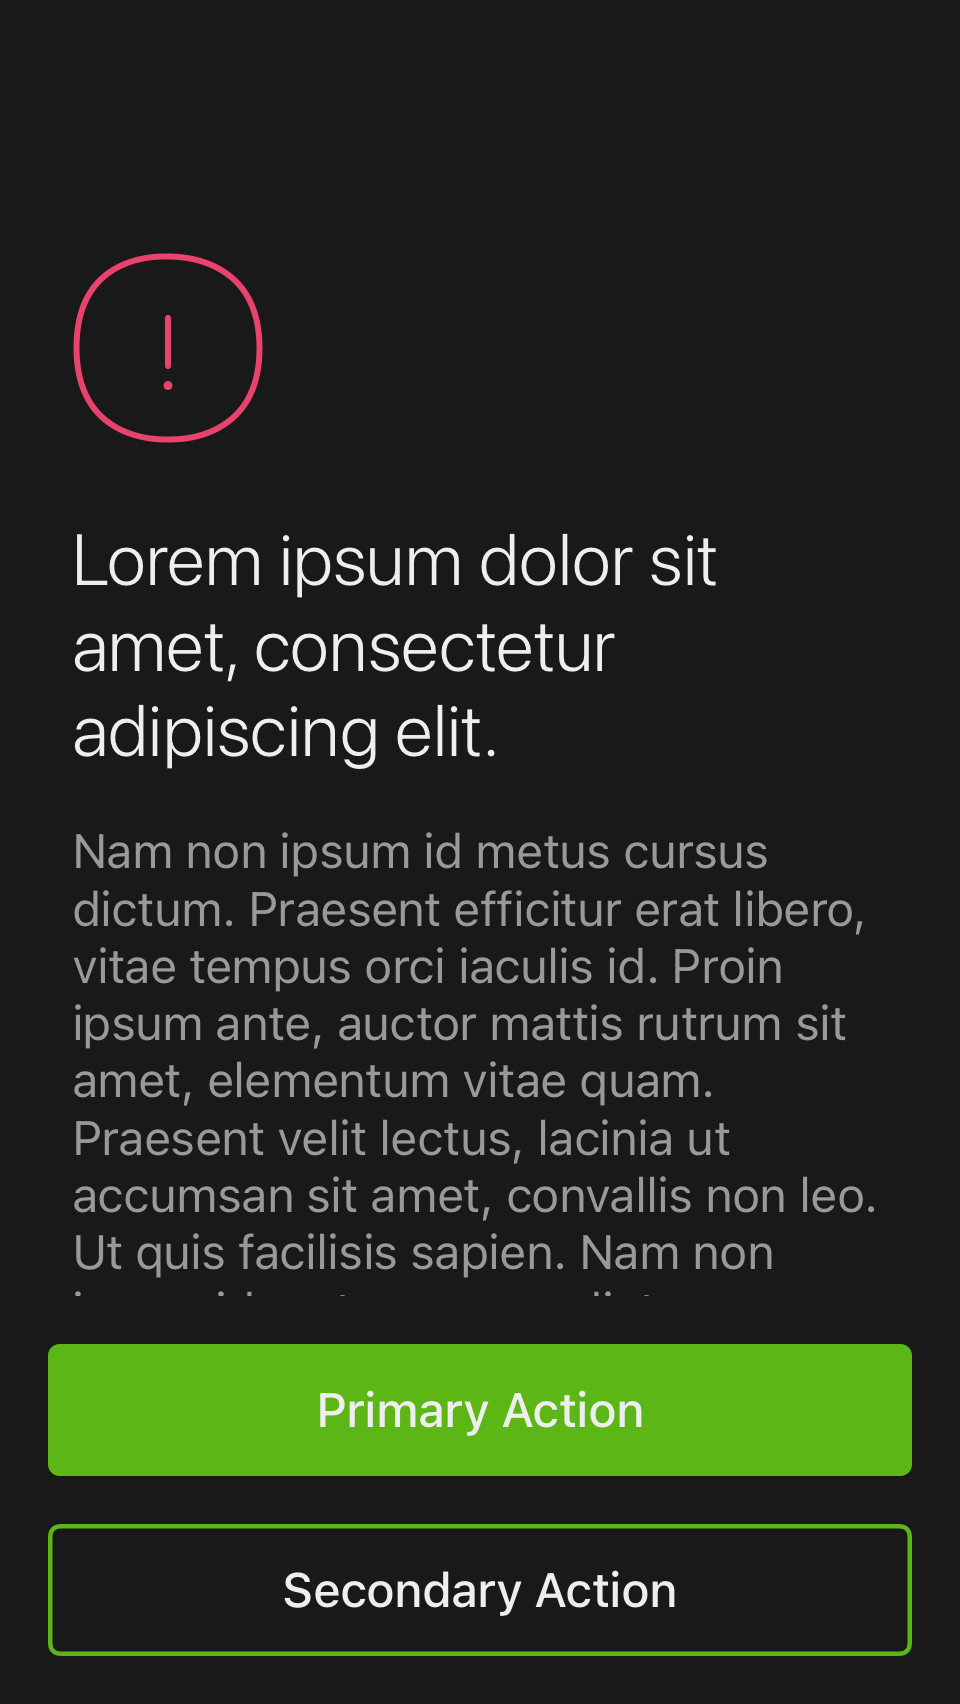 Lorem ipsum dolor sit
amet, consectetur
adipiscing elit.
Nam non ipsum id metus cursus
dictum. Praesent efficitur erat libero,
vitae tempus orci iaculis id. Proin
ipsum ante, auctor mattis rutrum sit
amet, elementum vitae quam.
Praesent velit lectus, lacinia ut
accumsan sit amet, convallis non leo.
Ut quis facilisis sapien. Nam non
Primary Action
Secondary Action